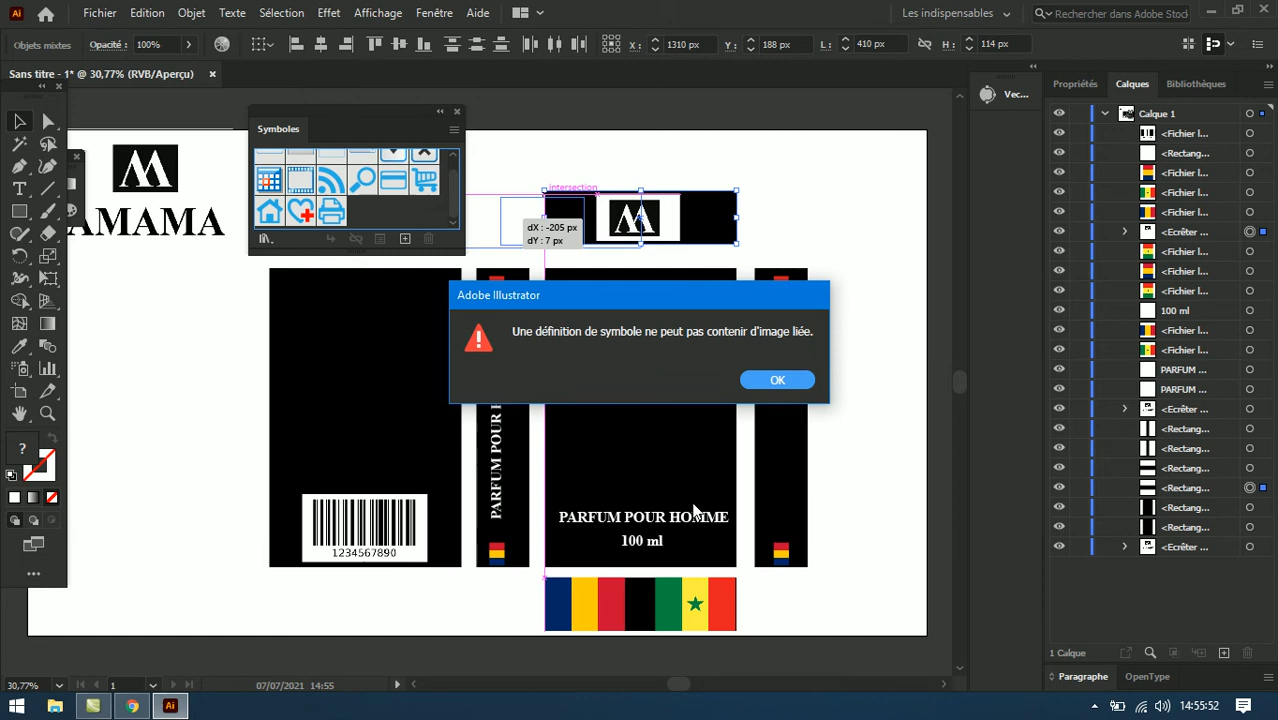 Ai Fichier Edition Objet Texte Sélection Effet Affichage Fenêtre Aide Les indispensables Rechercher dans Adobe Stock
Objets mixtes Opacité: 100% X: 1310 px Y: 188 px L: 410 px H: 114 px
Sans titre - 1* @ 30,77% (RVB/Aperçu)
Symboles
AMAMA
intersection
dX : -205 px
dY : 7 px
Adobe Illustrator
Une définition de symbole ne peut pas contenir d'image liée.
OK
PARFUM POUR
1234567890
PARFUM POUR HOMME
100 ml
Vec...
Propriétés Calques Bibliothèques
Calque 1
<Fichier l...
<Rectang...
<Fichier l...
<Fichier l...
<Fichier l...
<Ecrêter ...
<Fichier l...
<Fichier l...
<Fichier l...
100 ml
<Fichier l...
<Fichier l...
PARFUM ...
PARFUM ...
<Ecrêter ...
<Rectang...
<Rectang...
<Rectang...
<Rectang...
<Rectang...
<Rectang...
<Ecrêter ...
1 Calque
Paragraphe OpenType
30,77% 1 07/07/2021 14:55
Ai 14:55:52